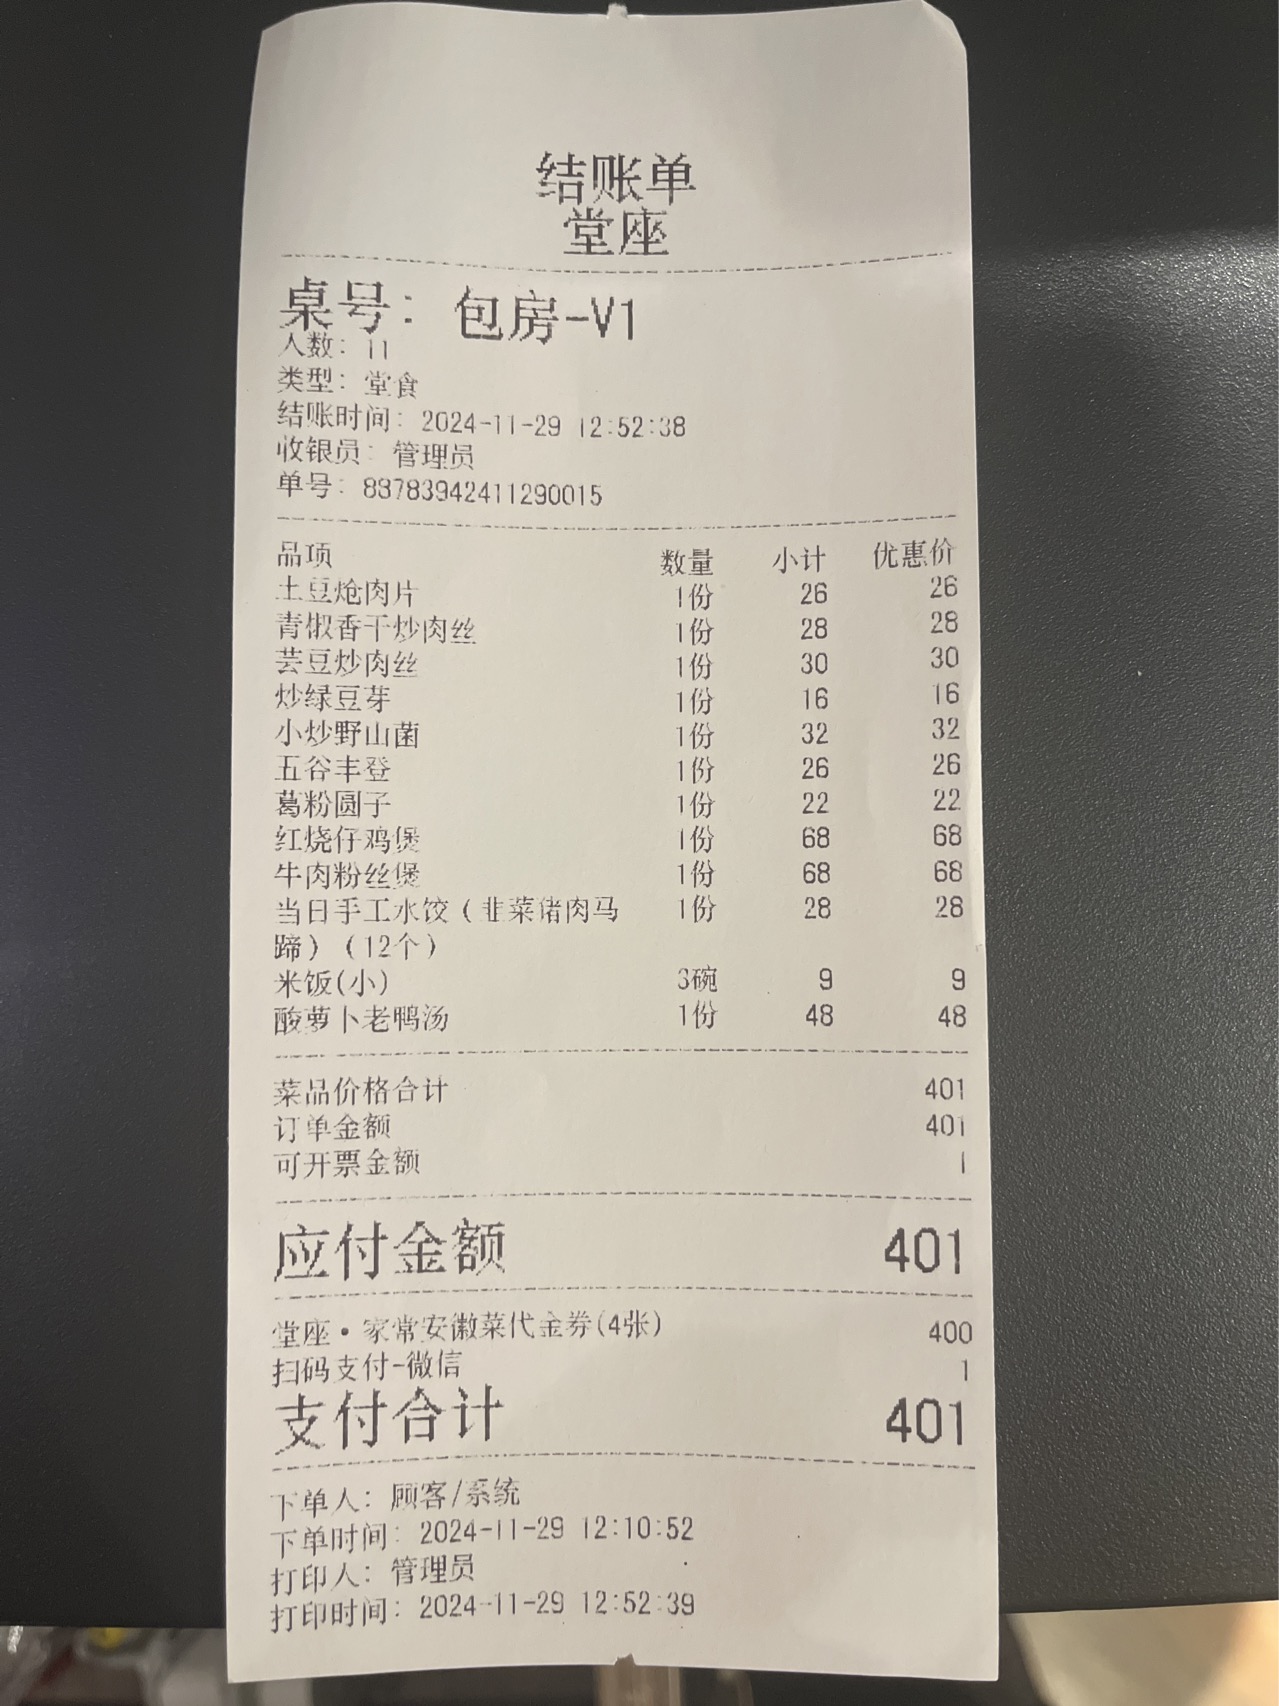 结账单
堂座
桌号: 包房-V1
人数: 11
类型: 堂食
结账时间: 2024-11-29 12:52:38
收银员: 管理员
单号: 88783942411290015
品项 数量 小计 优惠价
土豆炝肉片 1份 26 26
青椒香干炒肉丝 1份 28 28
芸豆炒肉丝 1份 30 30
炒绿豆芽 1份 16 16
小炒野山菌 1份 32 32
五谷丰登 1份 26 26
葛粉圆子 1份 22 22
红烧仔鸡煲 1份 68 68
牛肉粉丝煲 1份 68 68
当日手工水饺（韭菜猪肉马 1份 28 28
蹄）（12个）
米饭(小) 3碗 9 9
酸萝卜老鸭汤 1份 48 48
菜品价格合计 401
订单金额 401
可开票金额 1
应付金额 401
堂座·家常安徽菜代金券(4张) 400
扫码支付-微信 1
支付合计 401
下单人: 顾客/系统
下单时间: 2024-11-29 12:10:52
打印人: 管理员
打印时间: 2024-11-29 12:52:39